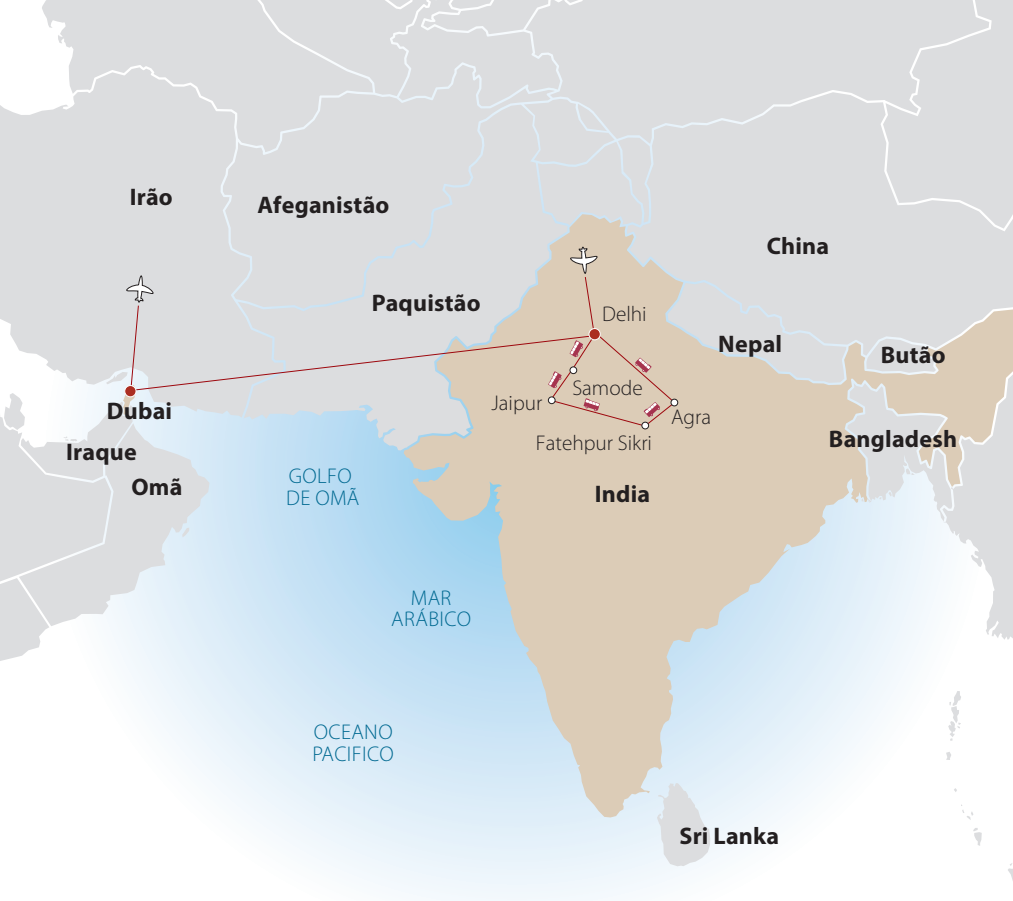 Irão
Afeganistão
China
Paquistão
Delhi
Nepal
Butão
Samode
Jaipur
Dubai
Agra
Fatehpur Sikri
Bangladesh
Iraque
Omã
GOLFO
DE OMÃ
India
MAR
ARÁBICO
OCEANO
PACIFICO
Sri Lanka